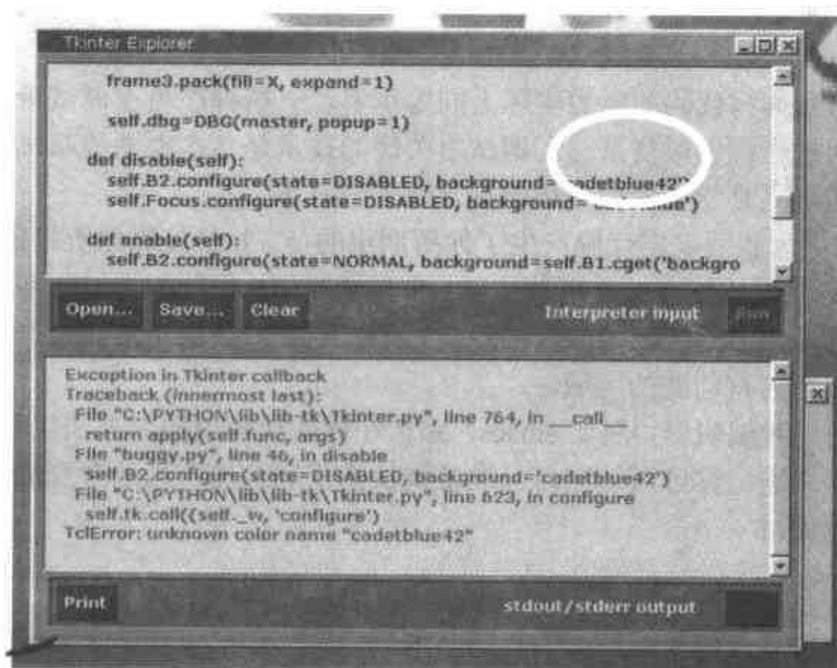 Tkinter Explorer
frame3.pack(fill=X, expand=1)
self.dbg=DBG(master, popup=1)
def disable(self):
self.B2.configure(state=DISABLED, background='cadetblue42')
self.Focus.configure(state=DISABLED, background='cadetblue')
def enable(self):
self.B2.configure(state=NORMAL, background=self.B1.cget('backgro
Open... Save... Clear Interpreter input Run
Exception in Tkinter callback
Traceback (innermost last):
File "C:\PYTHON\lib\lib-tk\Tkinter.py", line 764, in __call__
return apply(self.func, args)
File "buggy.py", line 46, in disable
self.B2.configure(state=DISABLED, background='cadetblue42')
File "C:\PYTHON\lib\lib-tk\Tkinter.py", line 623, in configure
self.tk.call((self._w, 'configure')
TclError: unknown color name "cadetblue42"
Print stdout/stderr output